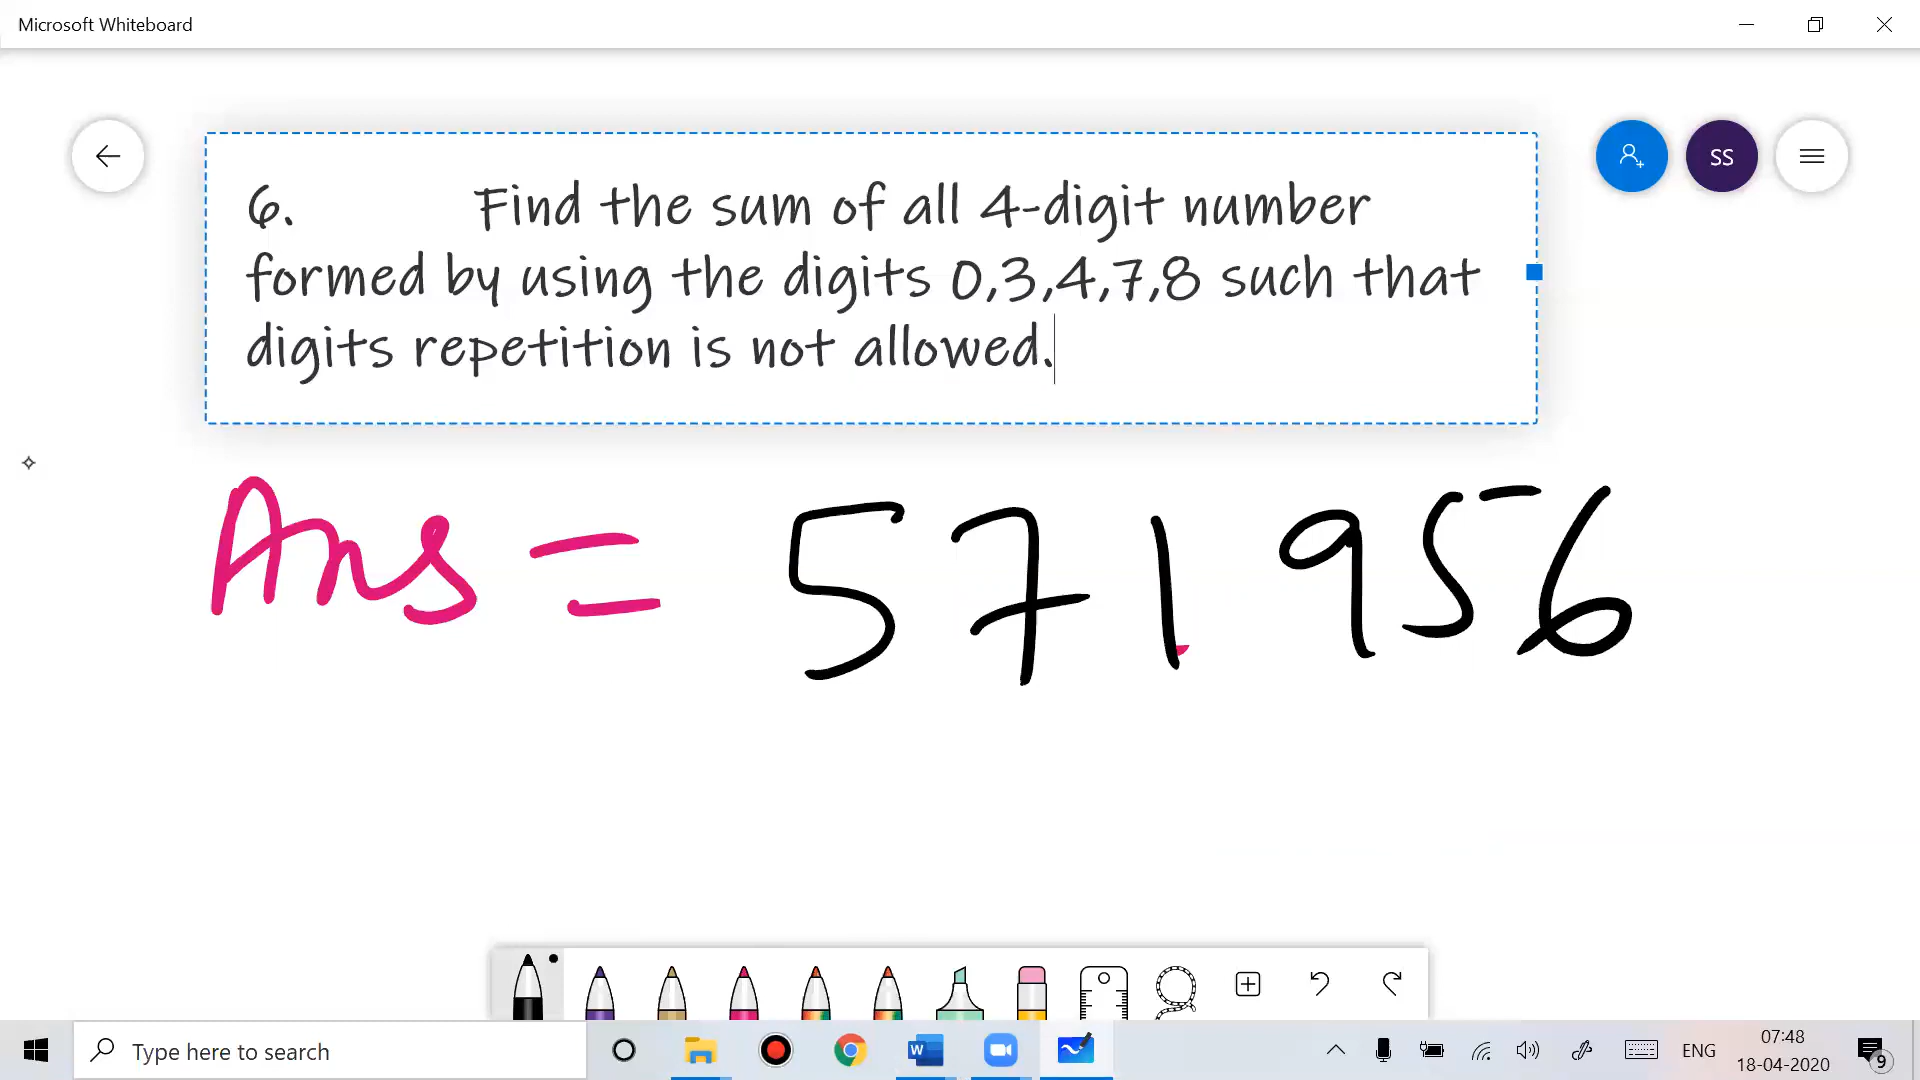 Microsoft Whiteboard
SS
6. Find the sum of all 4-digit number
formed by using the digits 0,3,4,7,8 such that
digits repetition is not allowed.
Ans = 571956
Type here to search
W
ENG
07:48
18-04-2020
9